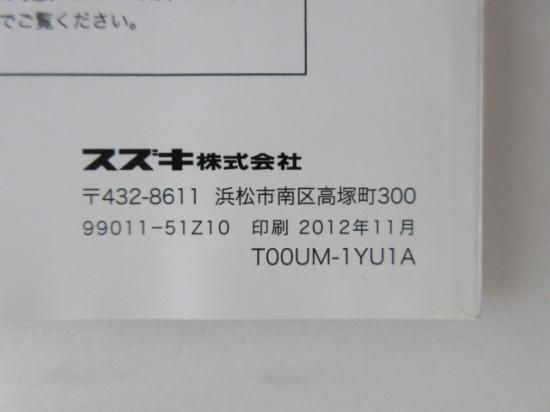 でご覧ください。
スズキ株式会社
〒432-8611 浜松市南区高塚町300
99011-51Z10 印刷 2012年11月
T00UM-1YU1A